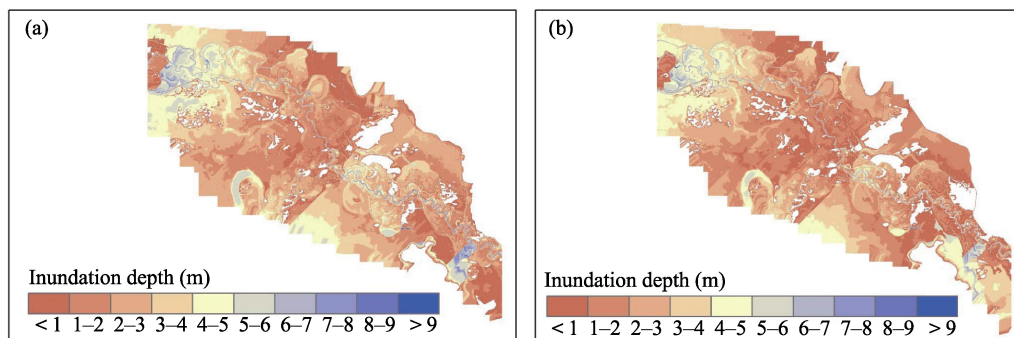 (a)
Inundation depth (m)
< 1 1–2 2–3 3–4 4–5 5–6 6–7 7–8 8–9 > 9
(b)
Inundation depth (m)
< 1 1–2 2–3 3–4 4–5 5–6 6–7 7–8 8–9 > 9